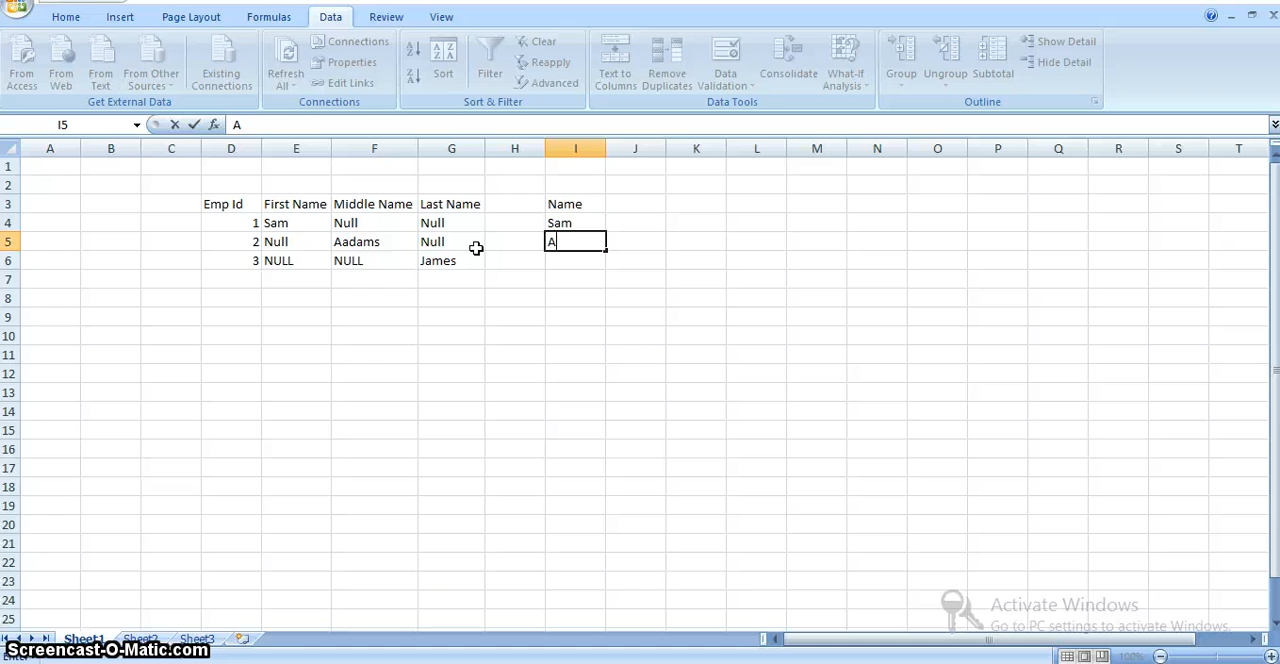 Home Insert Page Layout Formulas Data Review View
From Access From Web From Text From Other Sources Existing Connections Refresh All Connections Properties Edit Links Sort Filter Clear Reapply Advanced Text to Columns Remove Duplicates Data Validation Consolidate What-If Analysis Group Ungroup Subtotal Show Detail Hide Detail
Get External Data Connections Sort & Filter Data Tools Outline
I5 fx A
A B C D E F G H I J K L M N O P Q R S T
1
2
3 Emp Id First Name Middle Name Last Name Name
4 1 Sam Null Null Sam
5 2 Null Aadams Null A
6 3 NULL NULL James
7
8
9
10
11
12
13
14
15
16
17
18
19
20
21
22
23
24 Activate Windows
25 Go to PC settings to activate Windows.
Sheet1 Sheet2 Sheet3
Screencast-O-Matic.com
100%